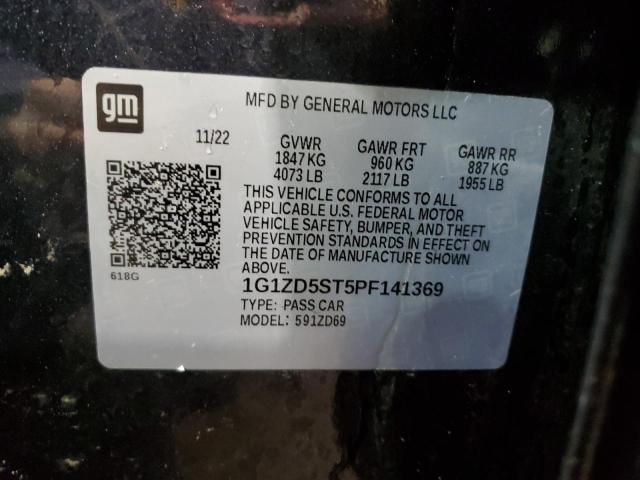 gm
MFD BY GENERAL MOTORS LLC
11/22
GVWR GAWR FRT GAWR RR
1847 KG 960 KG 887 KG
4073 LB 2117 LB 1955 LB
THIS VEHICLE CONFORMS TO ALL
APPLICABLE U.S. FEDERAL MOTOR
VEHICLE SAFETY, BUMPER, AND THEFT
PREVENTION STANDARDS IN EFFECT ON
THE DATE OF MANUFACTURE SHOWN
ABOVE.
618G
1G1ZD5ST5PF141369
TYPE: PASS CAR
MODEL: 591ZD69